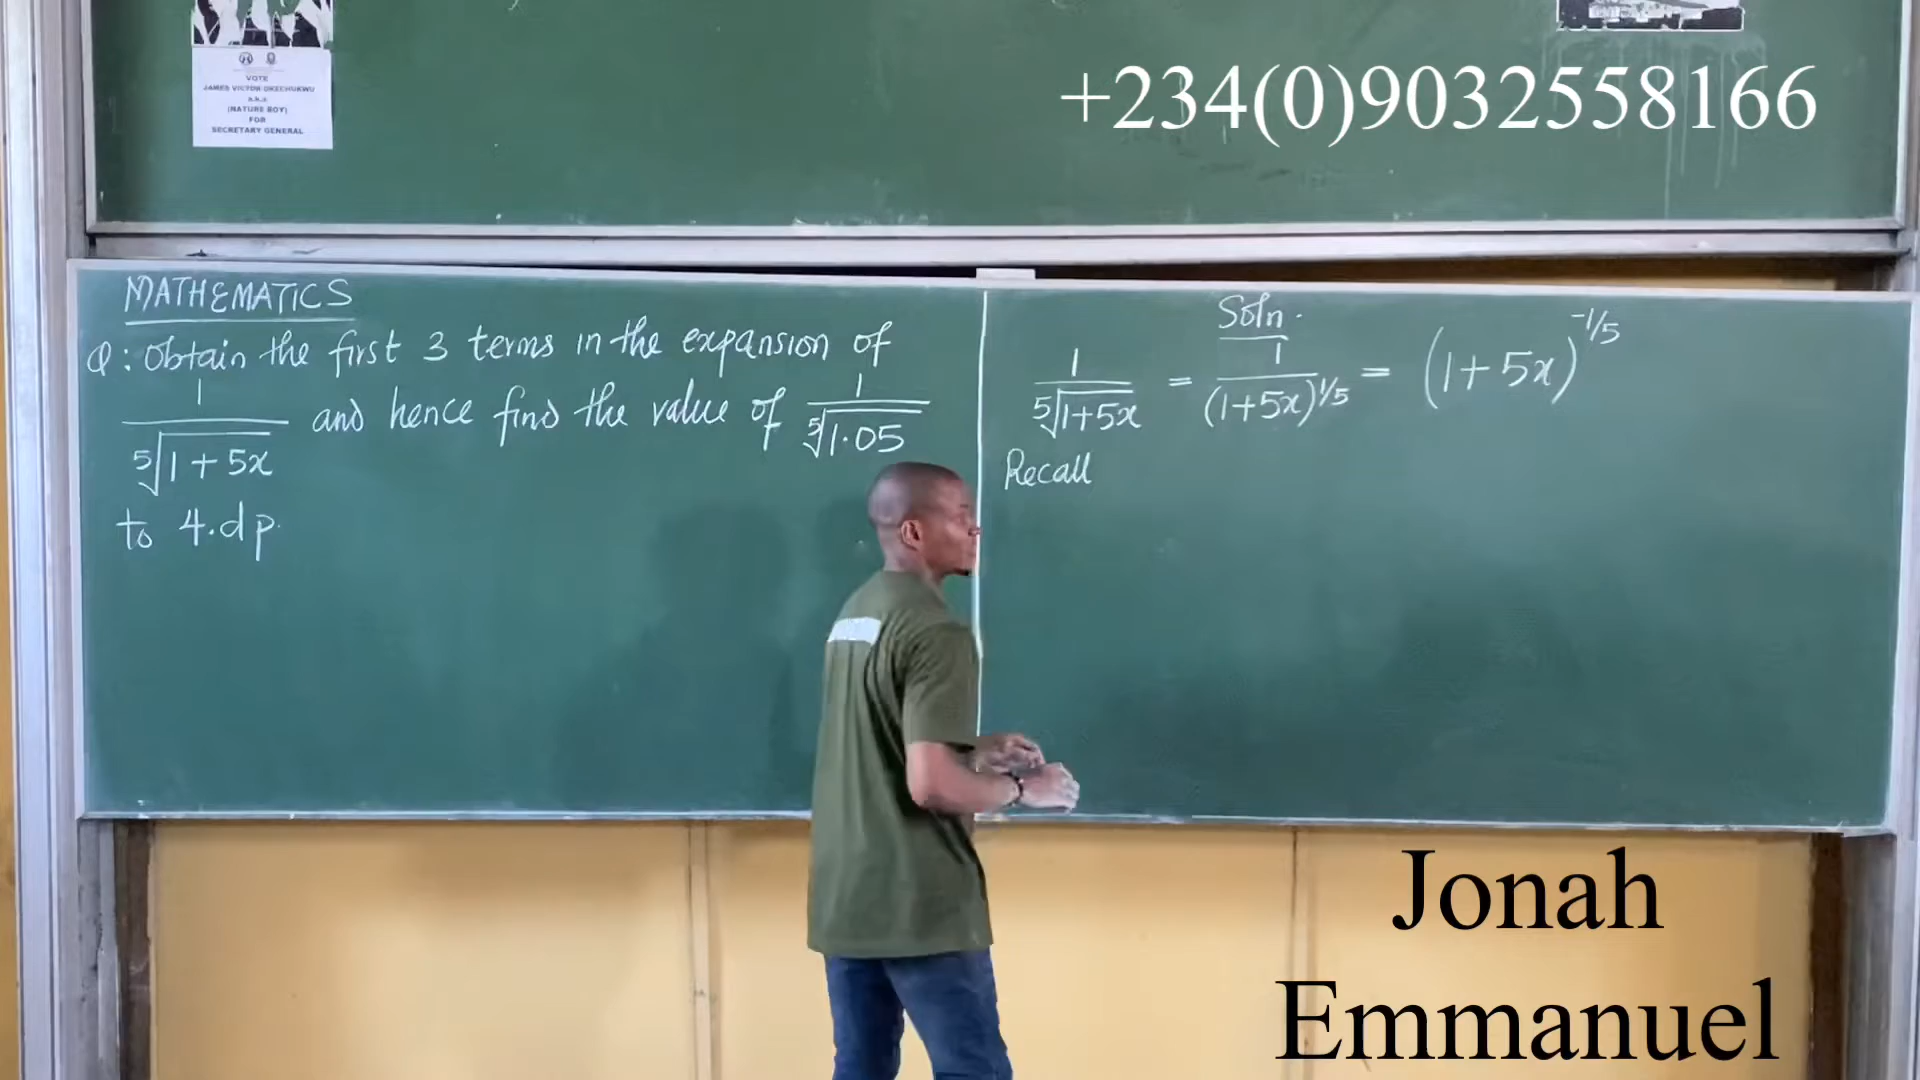 VOTE
JAMES VICTOR OKECHUKWU
a.k.a
(NATURE BOY)
FOR
SECRETARY GENERAL
+234(0)9032558166
MATHEMATICS
Q: Obtain the first 3 terms in the expansion of
1/⁵√(1+5x) and hence find the value of 1/⁵√1.05
to 4.dp.
Soln.
1/⁵√(1+5x) = 1/(1+5x)^1/5 = (1+5x)^-1/5
Recall
Jonah
Emmanuel